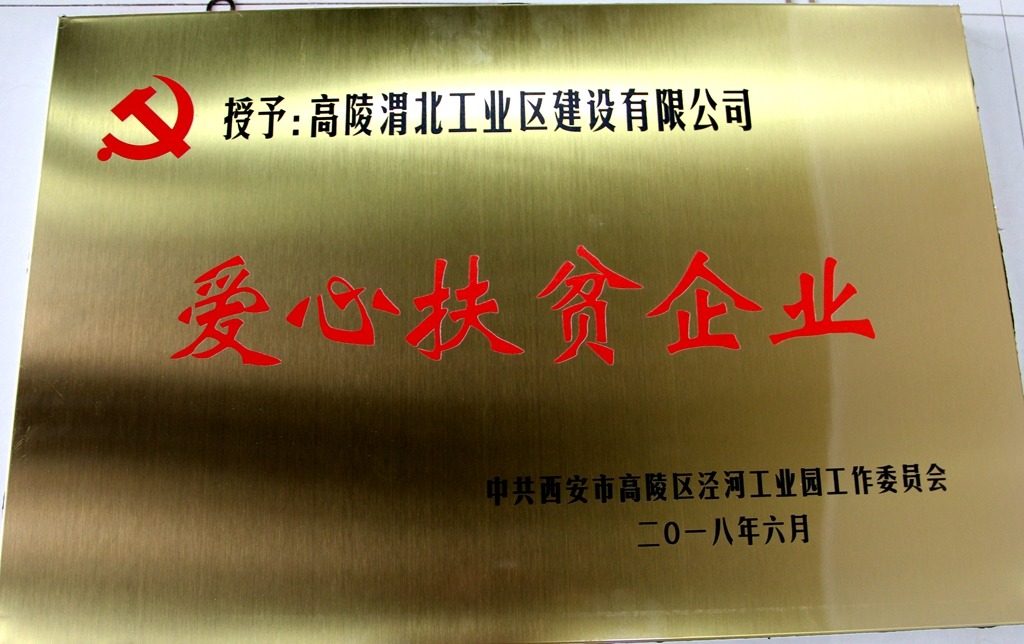 授予:高陵渭北工业区建设有限公司
爱心扶贫企业
中共西安市高陵区泾河工业园工作委员会
二〇一八年六月